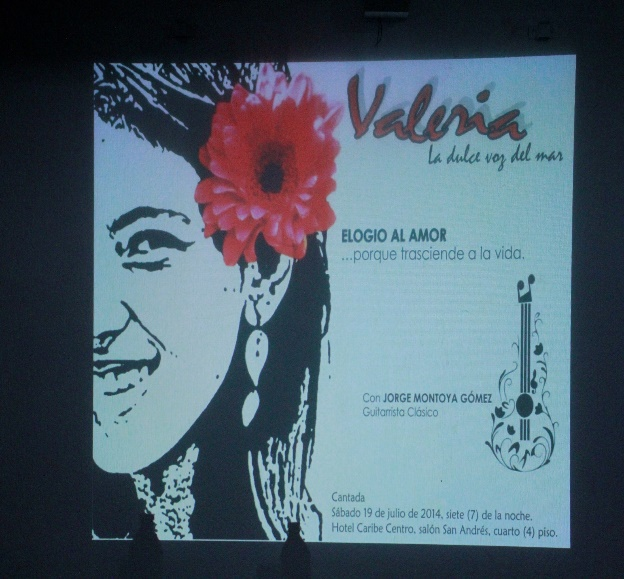 Valeria
La dulce voz del mar
ELOGIO AL AMOR
...porque trasciende a la vida.
Con JORGE MONTOYA GÓMEZ
Guitarrista Clásico
Cantada
Sábado 19 de julio de 2014, siete (7) de la noche.
Hotel Caribe Centro. salón San Andrés, cuarto (4) piso.